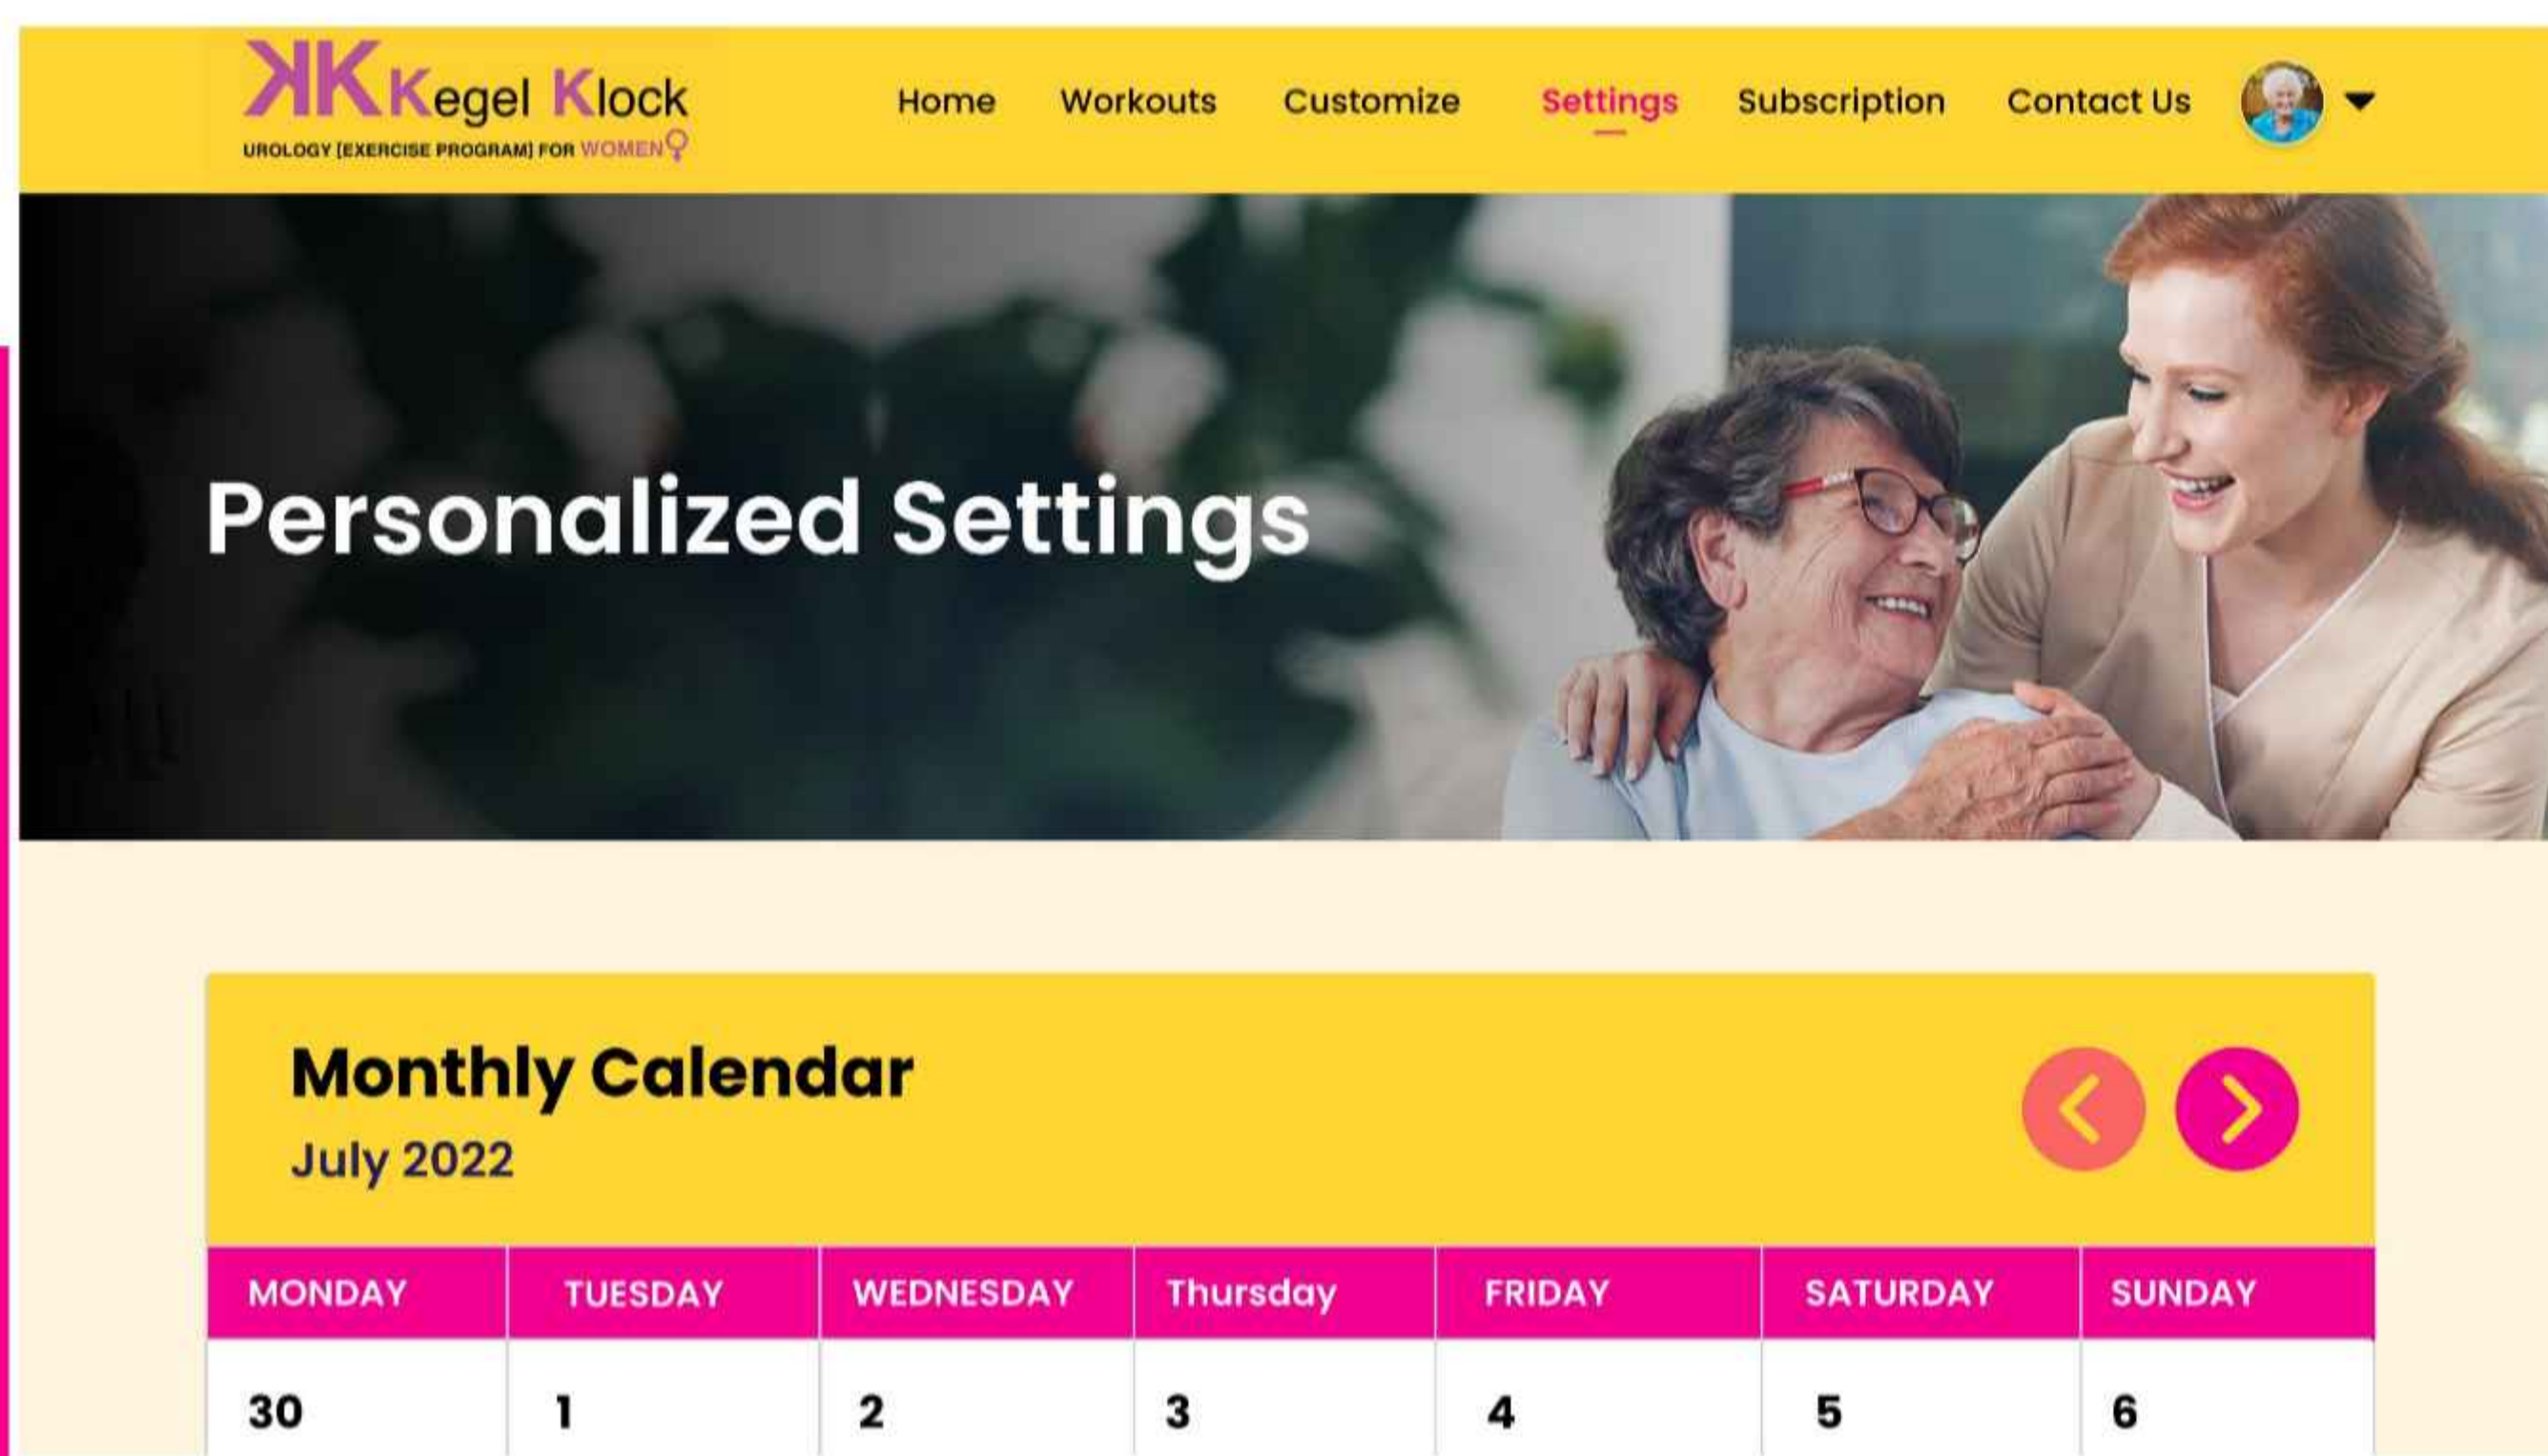 KK Kegel Klock
UROLOGY [EXERCISE PROGRAM] FOR WOMEN
Home Workouts Customize Settings Subscription Contact Us
Personalized Settings
Monthly Calendar
July 2022
MONDAY TUESDAY WEDNESDAY Thursday FRIDAY SATURDAY SUNDAY
30 1 2 3 4 5 6